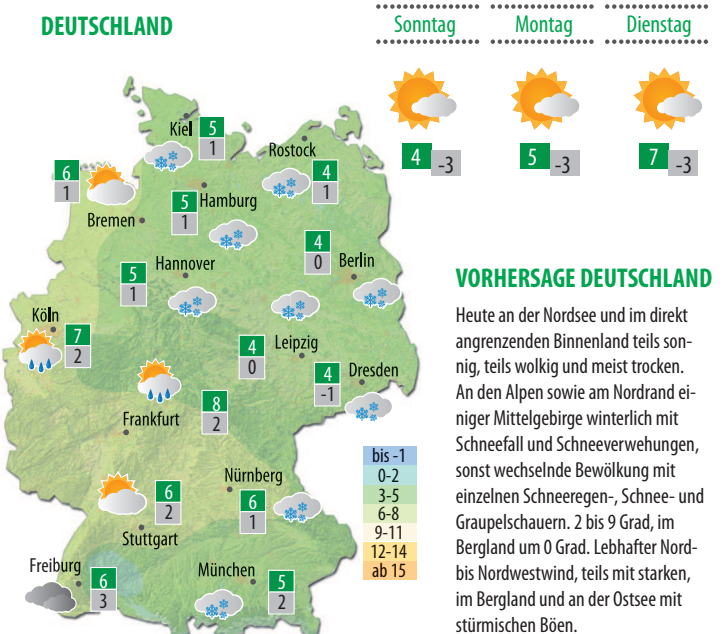 DEUTSCHLAND
Sonntag Montag Dienstag
4 -3 5 -3 7 -3
Kiel 5
1
Rostock
6
1
4
1
5 Hamburg
1
Bremen
4
0
Berlin
Hannover
5
1
Köln
7
2
Leipzig
4
0
4
-1
Dresden
8
2
Frankfurt
Nürnberg
6
2
6
1
Stuttgart
Freiburg
6
3
München
5
2
bis -1
0-2
3-5
6-8
9-11
12-14
ab 15
VORHERSAGE DEUTSCHLAND
Heute an der Nordsee und im direkt
angrenzenden Binnenland teils son-
nig, teils wolkig und meist trocken.
An den Alpen sowie am Nordrand ei-
niger Mittelgebirge winterlich mit
Schneefall und Schneeverwehungen,
sonst wechselnde Bewölkung mit
einzelnen Schneeregen-, Schnee- und
Graupelschauern. 2 bis 9 Grad, im
Bergland um 0 Grad. Lebhafter Nord-
bis Nordwestwind, teils mit starken,
im Bergland und an der Ostsee mit
stürmischen Böen.